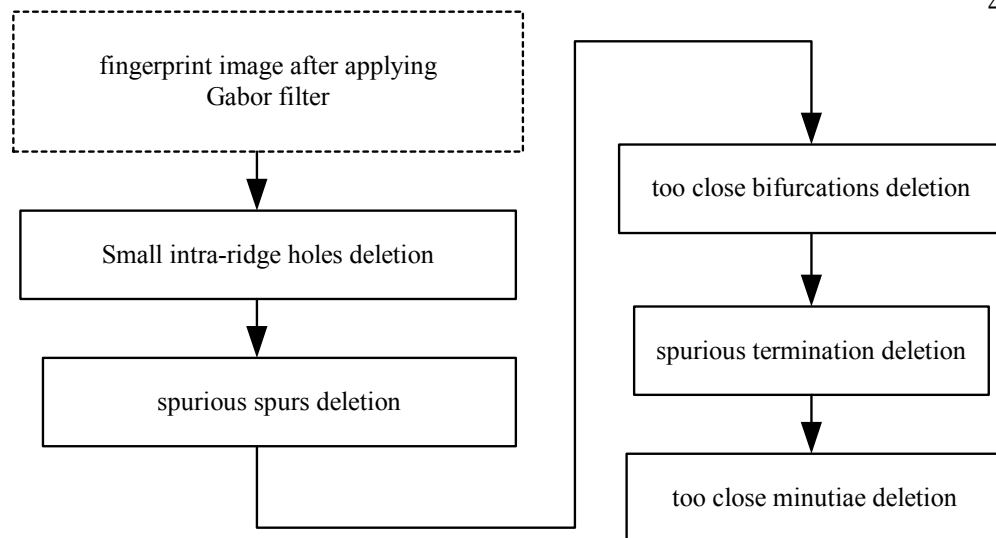 fingerprint image after applying
Gabor filter
Small intra-ridge holes deletion
spurious spurs deletion
too close bifurcations deletion
spurious termination deletion
too close minutiae deletion